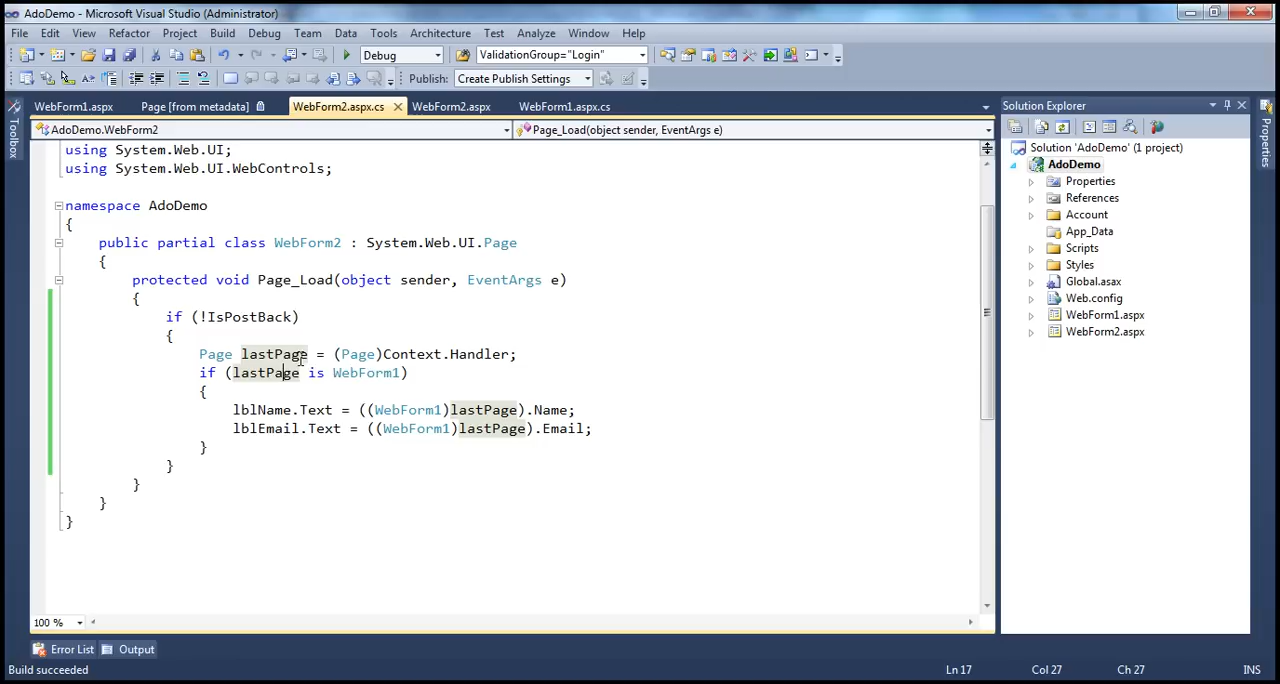 AdoDemo - Microsoft Visual Studio (Administrator)
File Edit View Refactor Project Build Debug Team Data Tools Architecture Test Analyze Window Help
Debug ValidationGroup="Login"
Publish: Create Publish Settings
WebForm1.aspx Page [from metadata] WebForm2.aspx.cs WebForm2.aspx WebForm1.aspx.cs
Solution Explorer
Toolbox
Properties
AdoDemo.WebForm2 Page_Load(object sender, EventArgs e)
using System.Web.UI;
using System.Web.UI.WebControls;
namespace AdoDemo
{
public partial class WebForm2 : System.Web.UI.Page
{
protected void Page_Load(object sender, EventArgs e)
{
if (!IsPostBack)
{
Page lastPage = (Page)Context.Handler;
if (lastPage is WebForm1)
{
lblName.Text = ((WebForm1)lastPage).Name;
lblEmail.Text = ((WebForm1)lastPage).Email;
}
}
}
}
}
Solution 'AdoDemo' (1 project)
AdoDemo
Properties
References
Account
App_Data
Scripts
Styles
Global.asax
Web.config
WebForm1.aspx
WebForm2.aspx
100 %
Error List Output
Build succeeded Ln 17 Col 27 Ch 27 INS